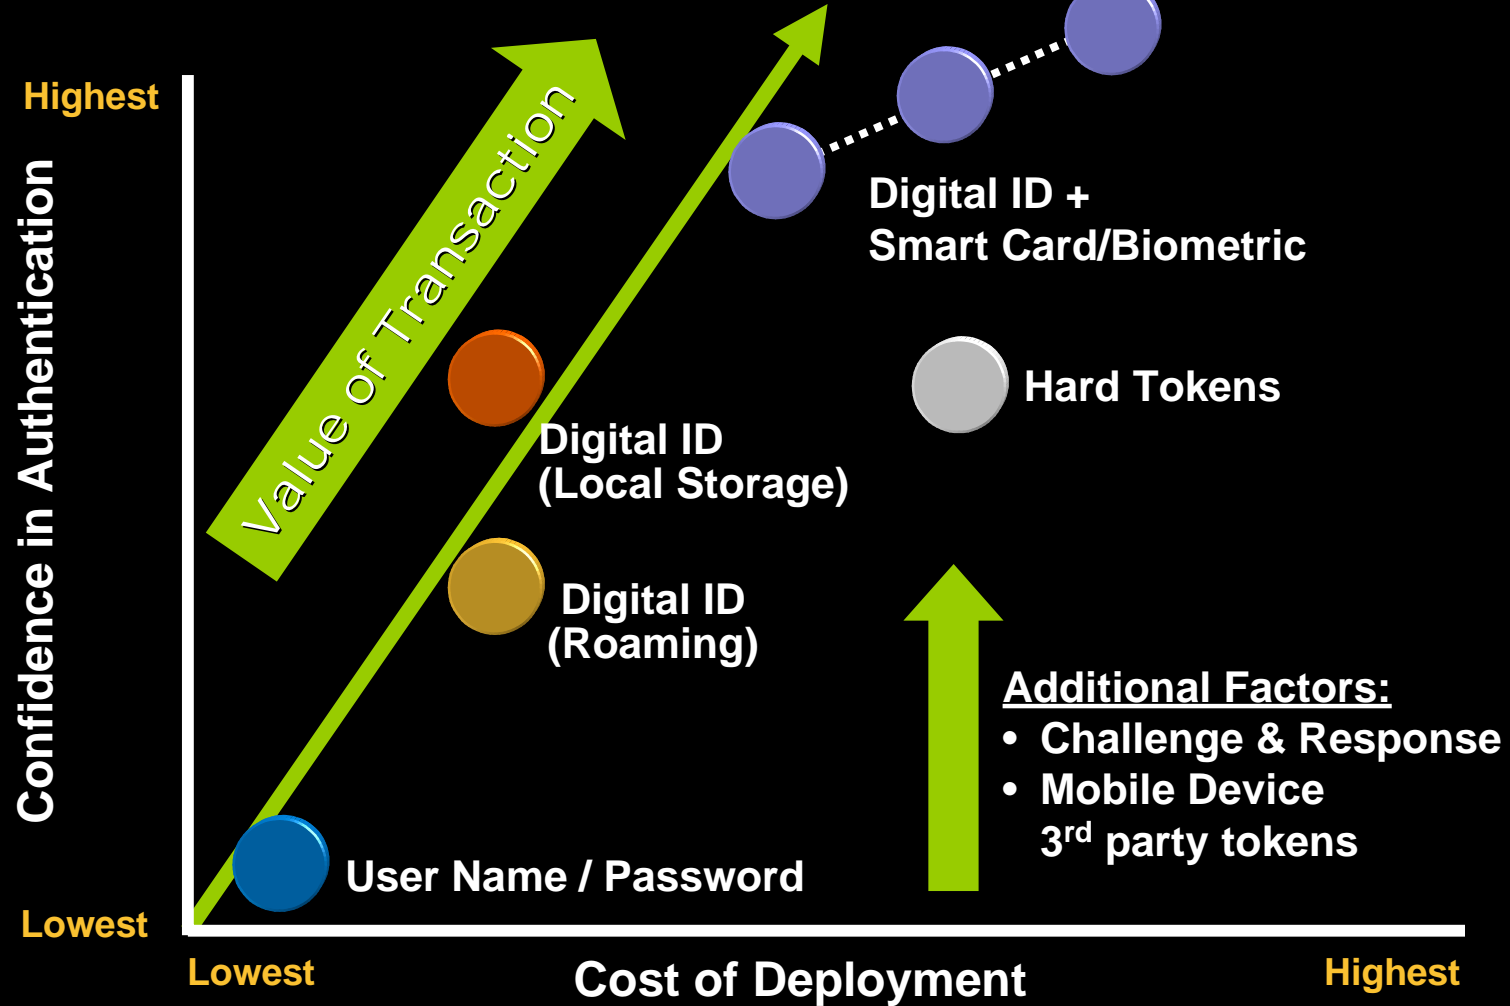 Highest
Confidence in Authentication
Value of Transaction
Digital ID +
Smart Card/Biometric
Hard Tokens
Digital ID
(Local Storage)
Digital ID
(Roaming)
Additional Factors:
• Challenge & Response
• Mobile Device
3rd party tokens
User Name / Password
Lowest
Lowest
Cost of Deployment
Highest